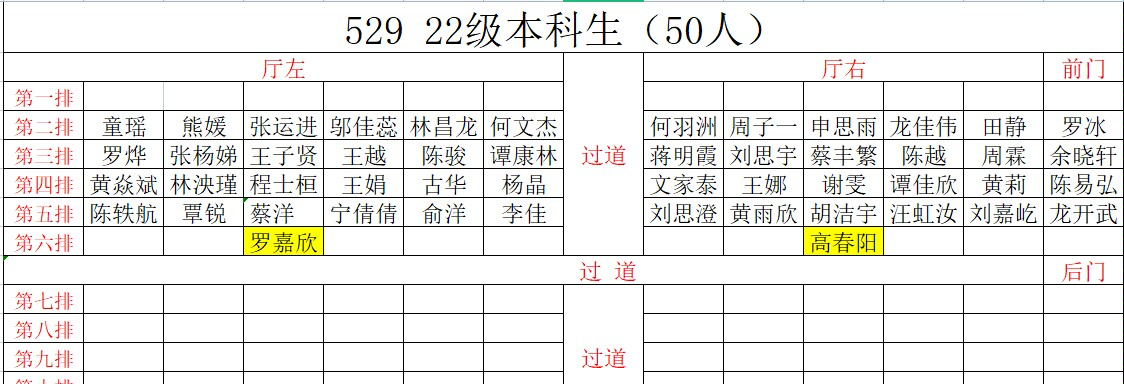 529 22级本科生（50人）
厅左 厅右 前门
第一排
第二排 童瑶 熊媛 张运进 邬佳蕊 林昌龙 何文杰 何羽洲 周子一 申思雨 龙佳伟 田静 罗冰
第三排 罗烨 张杨娣 王子贤 王越 陈骏 谭康林 过道 蒋明霞 刘思宇 蔡丰繁 陈越 周霖 余晓轩
第四排 黄焱斌 林泱瑾 程士桓 王娟 古华 杨晶 文家泰 王娜 谢雯 谭佳欣 黄莉 陈易弘
第五排 陈轶航 覃锐 蔡洋 宁倩倩 俞洋 李佳 刘思澄 黄雨欣 胡洁宇 汪虹汝 刘嘉屹 龙开武
第六排 罗嘉欣 高春阳
过 道 后门
第七排
第八排
第九排 过道